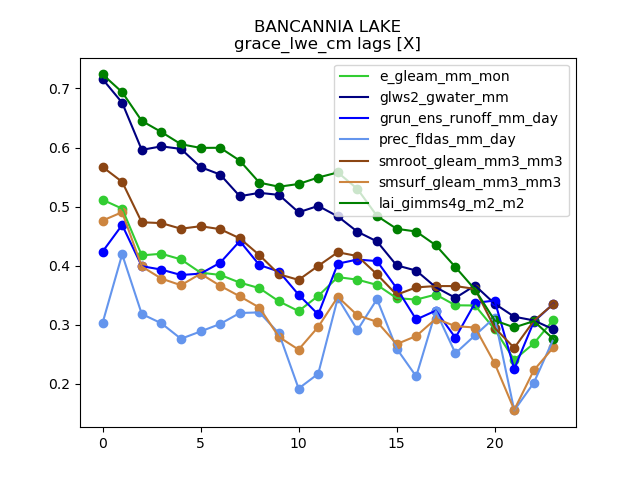 BANCANNIA LAKE
grace_lwe_cm lags [X]
e_gleam_mm_mon
glws2_gwater_mm
grun_ens_runoff_mm_day
prec_fldas_mm_day
smroot_gleam_mm3_mm3
smsurf_gleam_mm3_mm3
lai_gimms4g_m2_m2
0.7
0.6
0.5
0.4
0.3
0.2
0 5 10 15 20